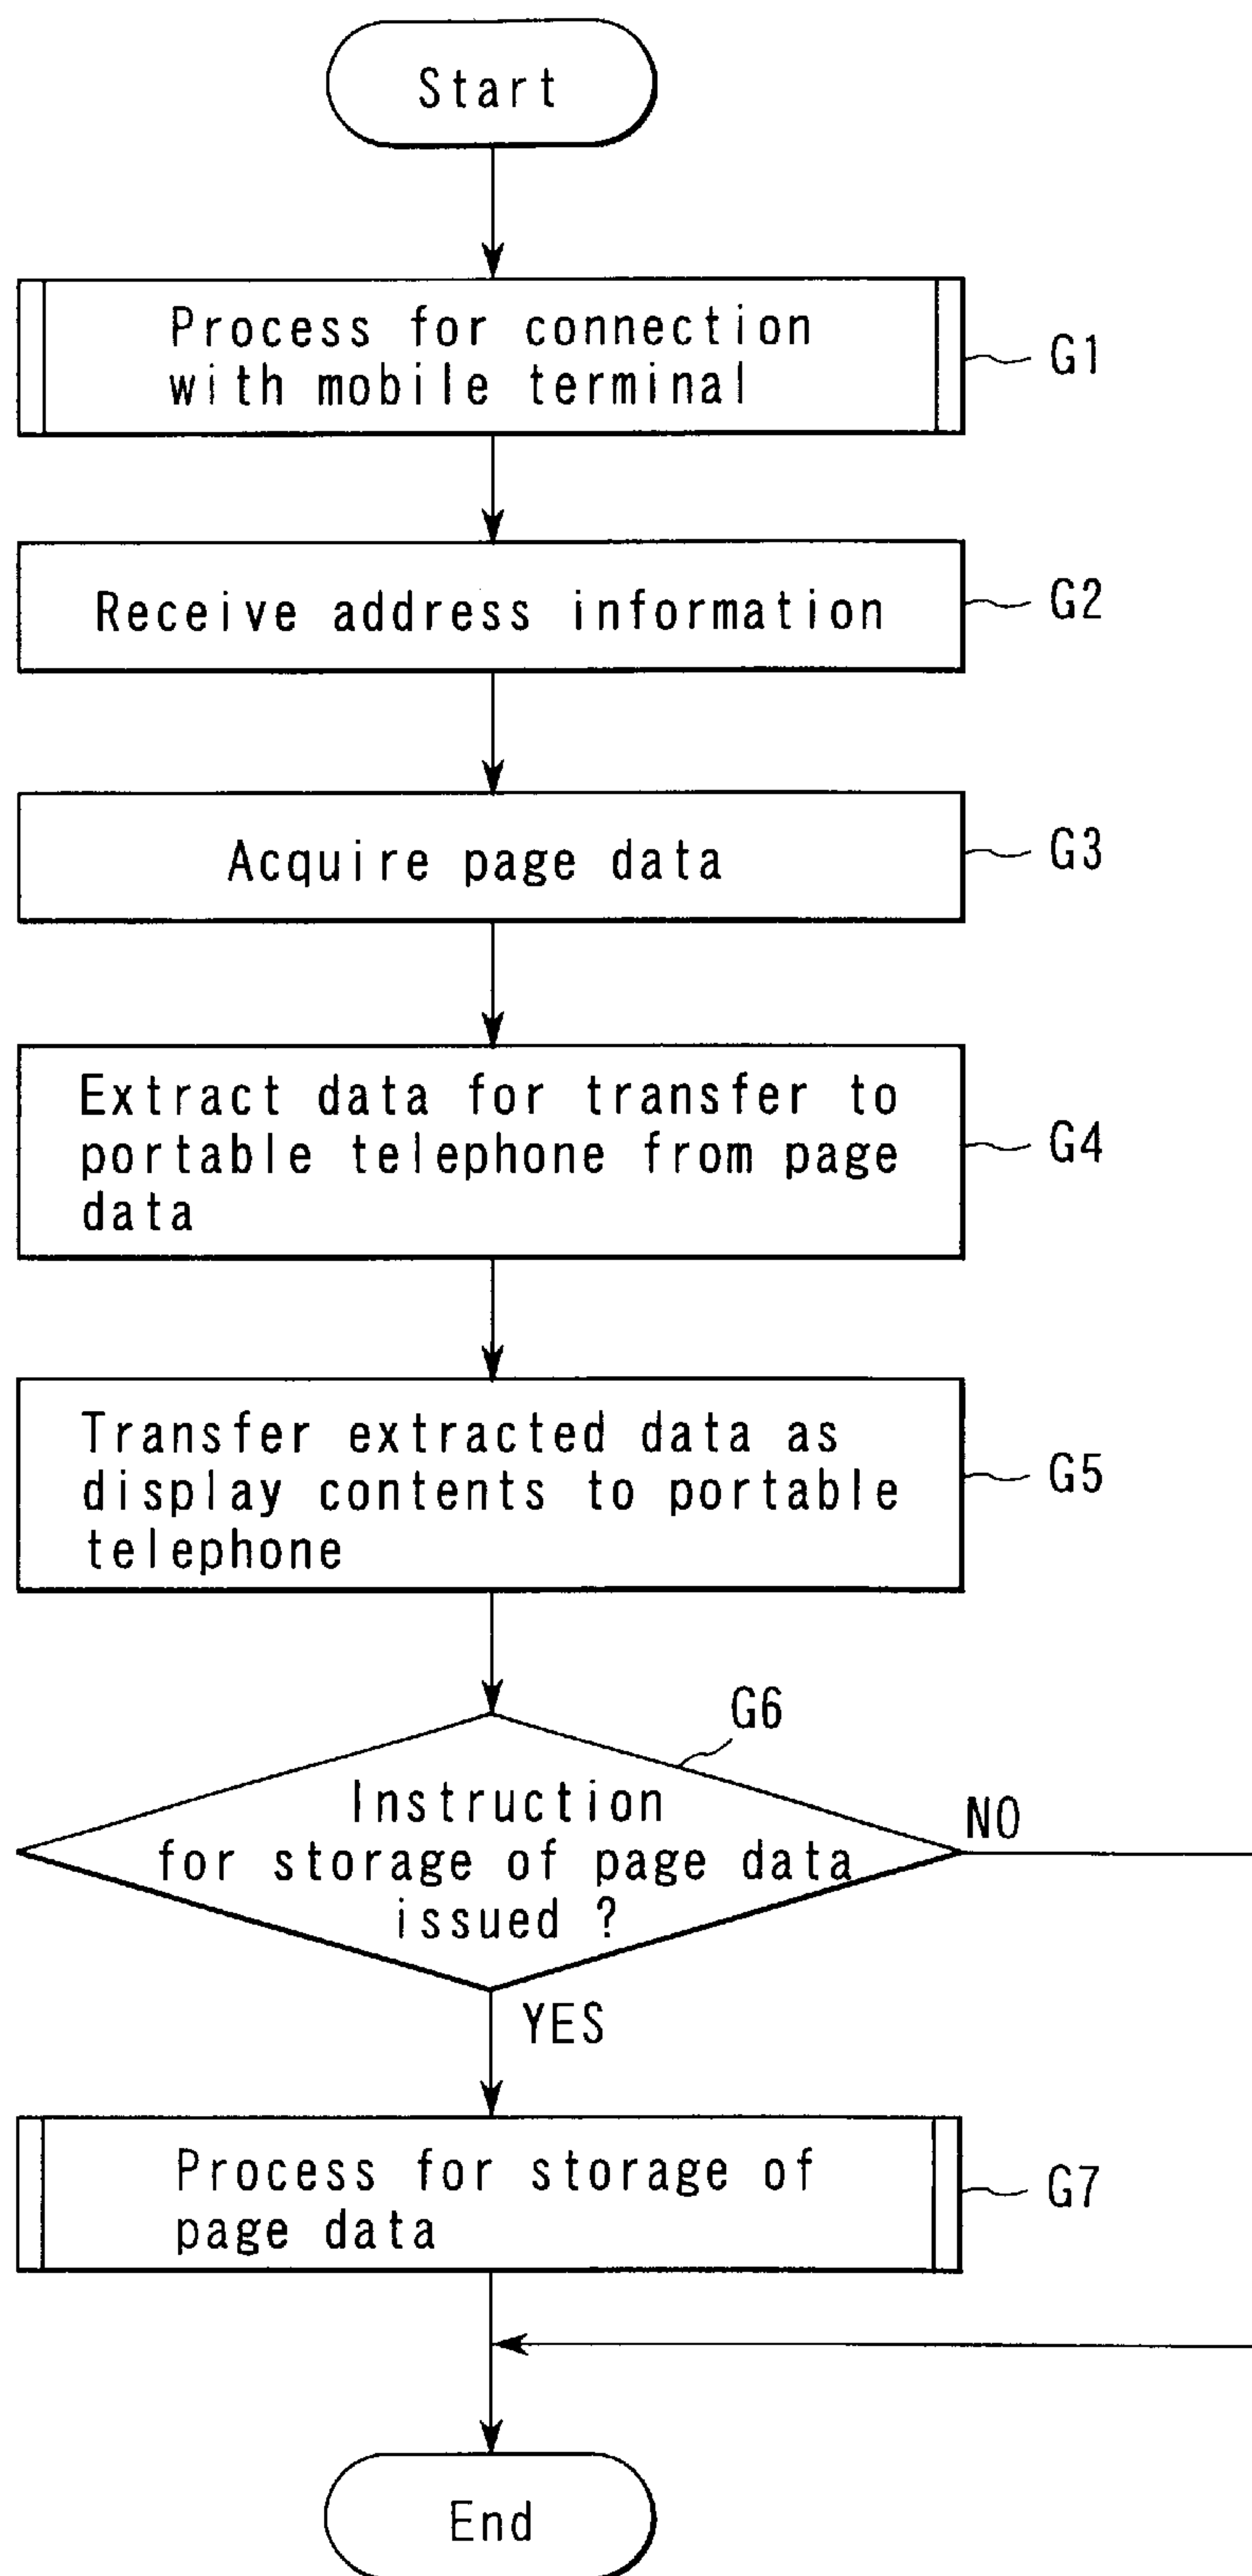 Start
Process for connection
with mobile terminal
G1
Receive address information
G2
Acquire page data
G3
Extract data for transfer to
portable telephone from page
data
G4
Transfer extracted data as
display contents to portable
telephone
G5
G6
Instruction
for storage of page data
issued ?
NO
YES
Process for storage of
page data
G7
End